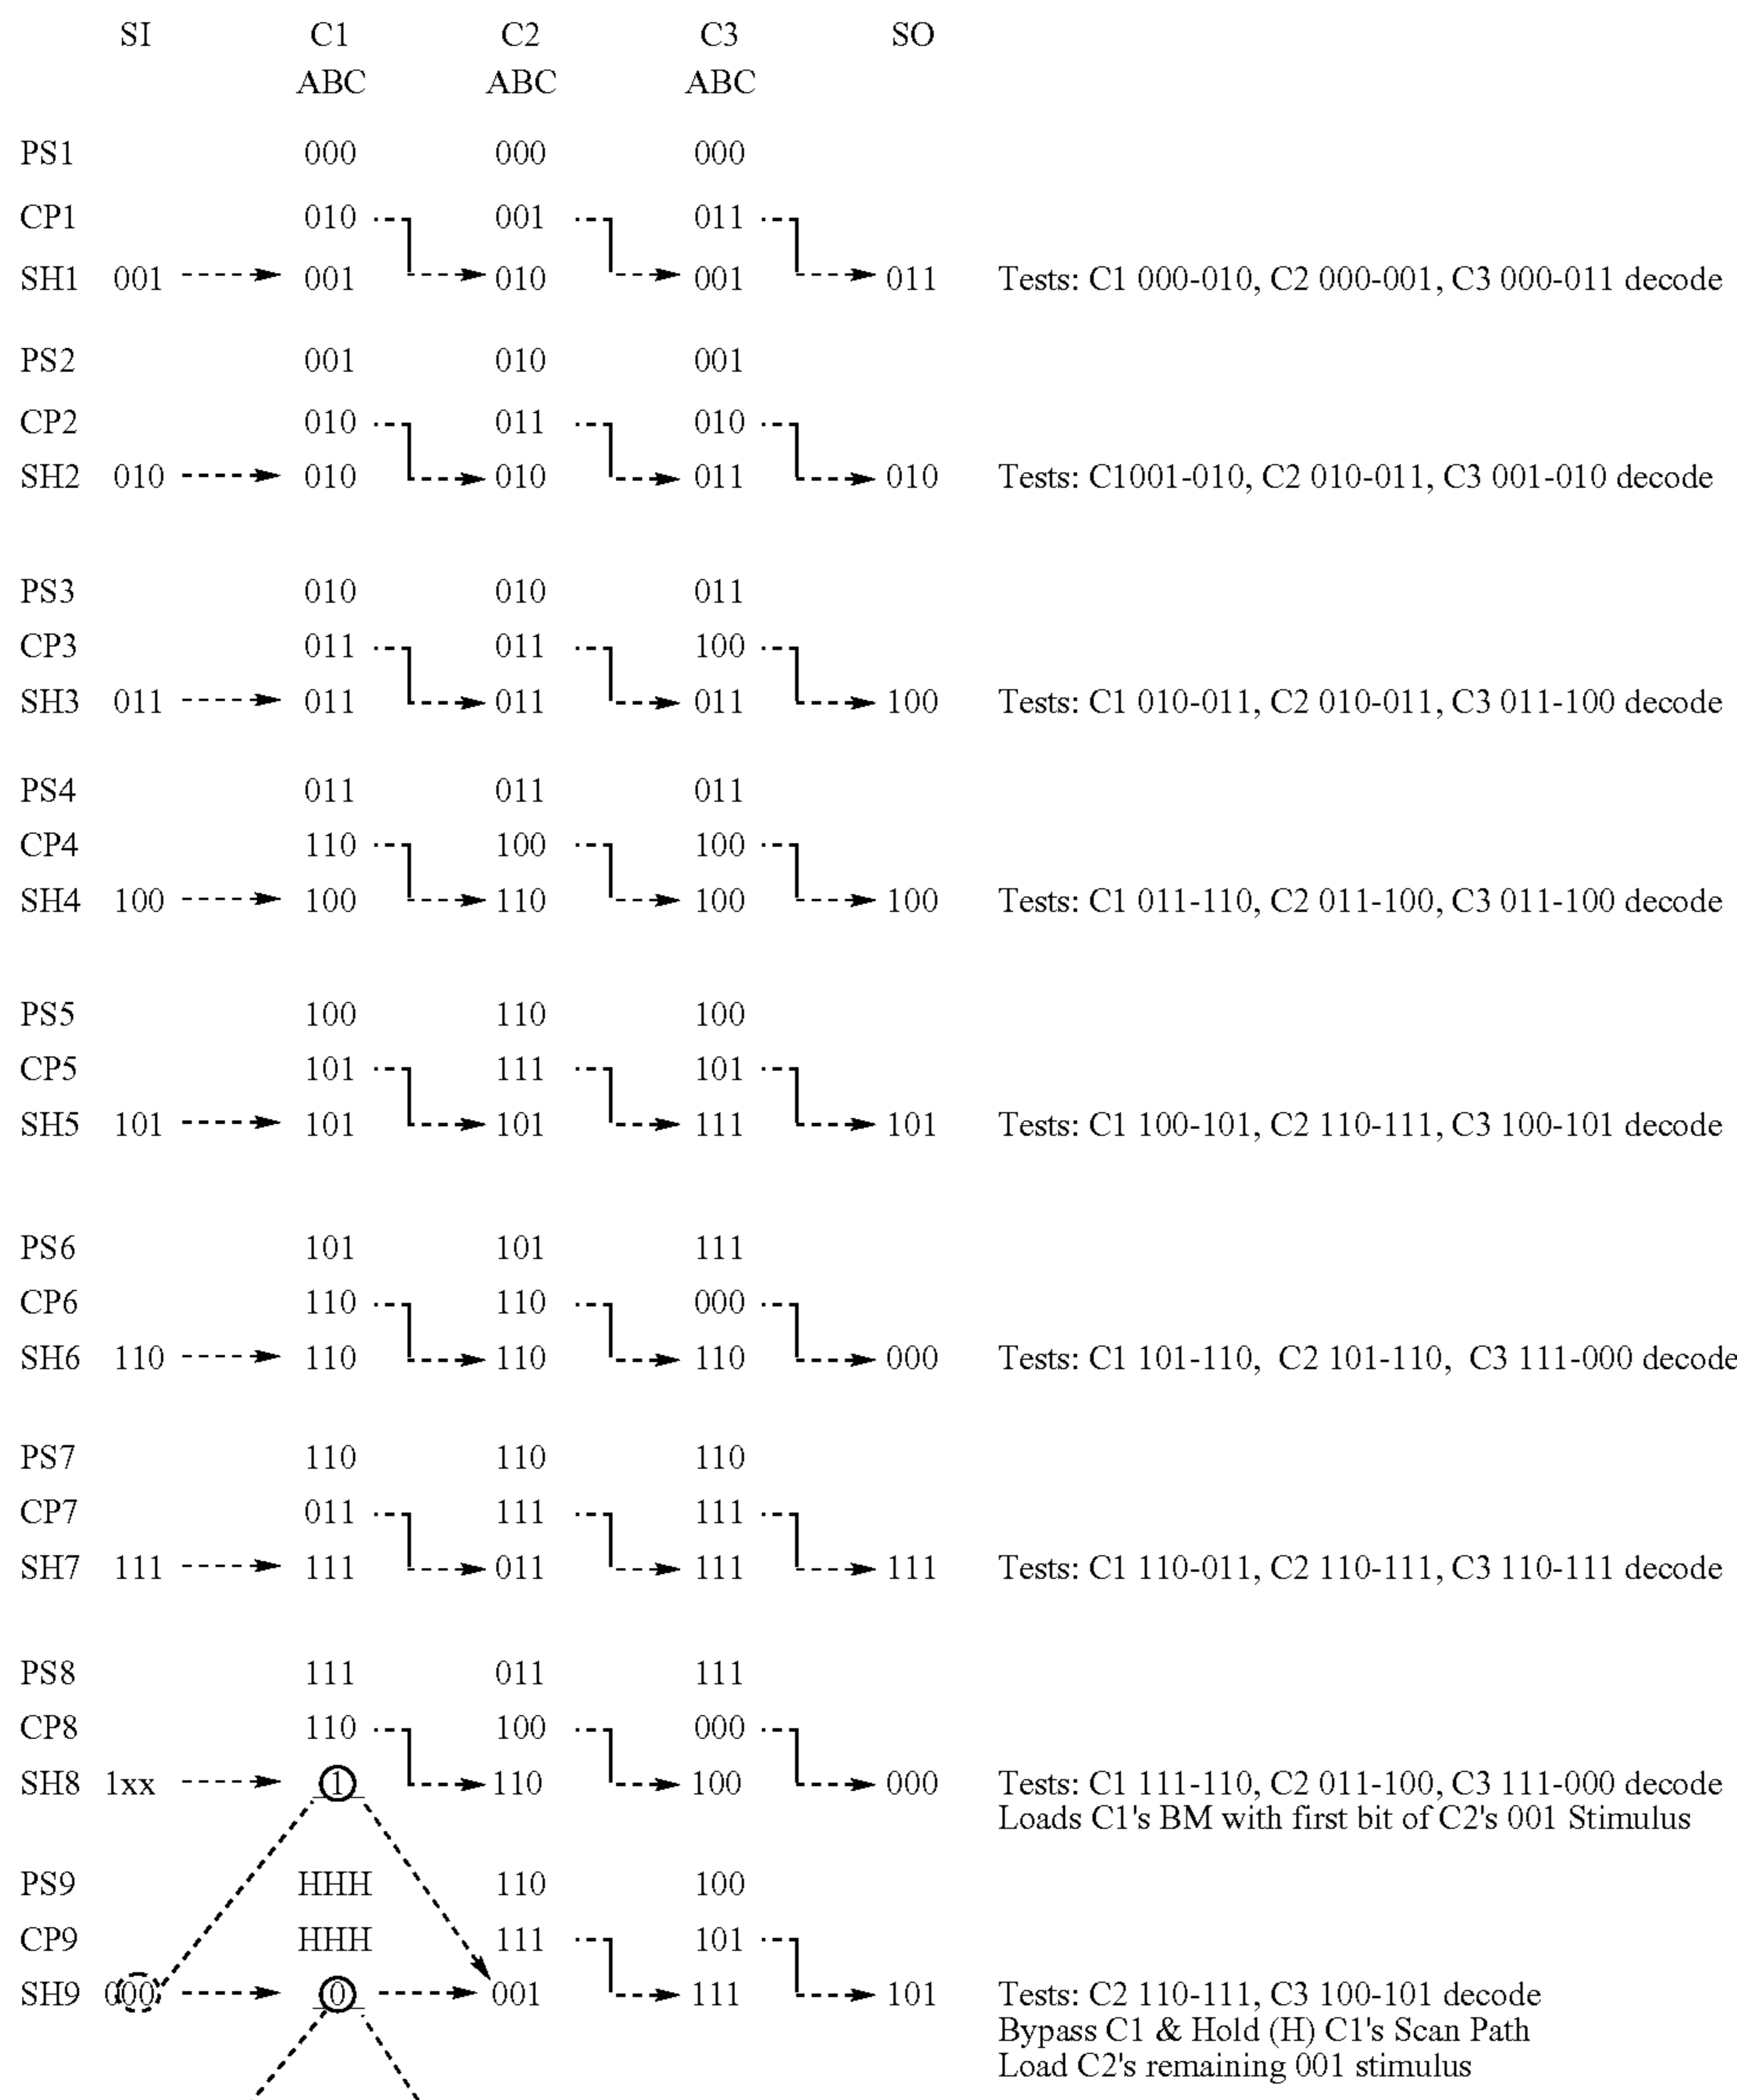 SI C1 C2 C3 SO
ABC ABC ABC
PS1 000 000 000
CP1 010 001 011
SH1 001 001 010 001 011 Tests: C1 000-010, C2 000-001, C3 000-011 decode
PS2 001 010 001
CP2 010 011 010
SH2 010 010 010 011 010 Tests: C1001-010, C2 010-011, C3 001-010 decode
PS3 010 010 011
CP3 011 011 100
SH3 011 011 011 011 100 Tests: C1 010-011, C2 010-011, C3 011-100 decode
PS4 011 011 011
CP4 110 100 100
SH4 100 100 110 100 100 Tests: C1 011-110, C2 011-100, C3 011-100 decode
PS5 100 110 100
CP5 101 111 101
SH5 101 101 101 111 101 Tests: C1 100-101, C2 110-111, C3 100-101 decode
PS6 101 101 111
CP6 110 110 000
SH6 110 110 110 110 000 Tests: C1 101-110, C2 101-110, C3 111-000 decode
PS7 110 110 110
CP7 011 111 111
SH7 111 111 011 111 111 Tests: C1 110-011, C2 110-111, C3 110-111 decode
PS8 111 011 111
CP8 110 100 000
SH8 1xx 1 110 100 000 Tests: C1 111-110, C2 011-100, C3 111-000 decode
Loads C1's BM with first bit of C2's 001 Stimulus
PS9 HHH 110 100
CP9 HHH 111 101
SH9 000 0 001 111 101 Tests: C2 110-111, C3 100-101 decode
Bypass C1 & Hold (H) C1's Scan Path
Load C2's remaining 001 stimulus